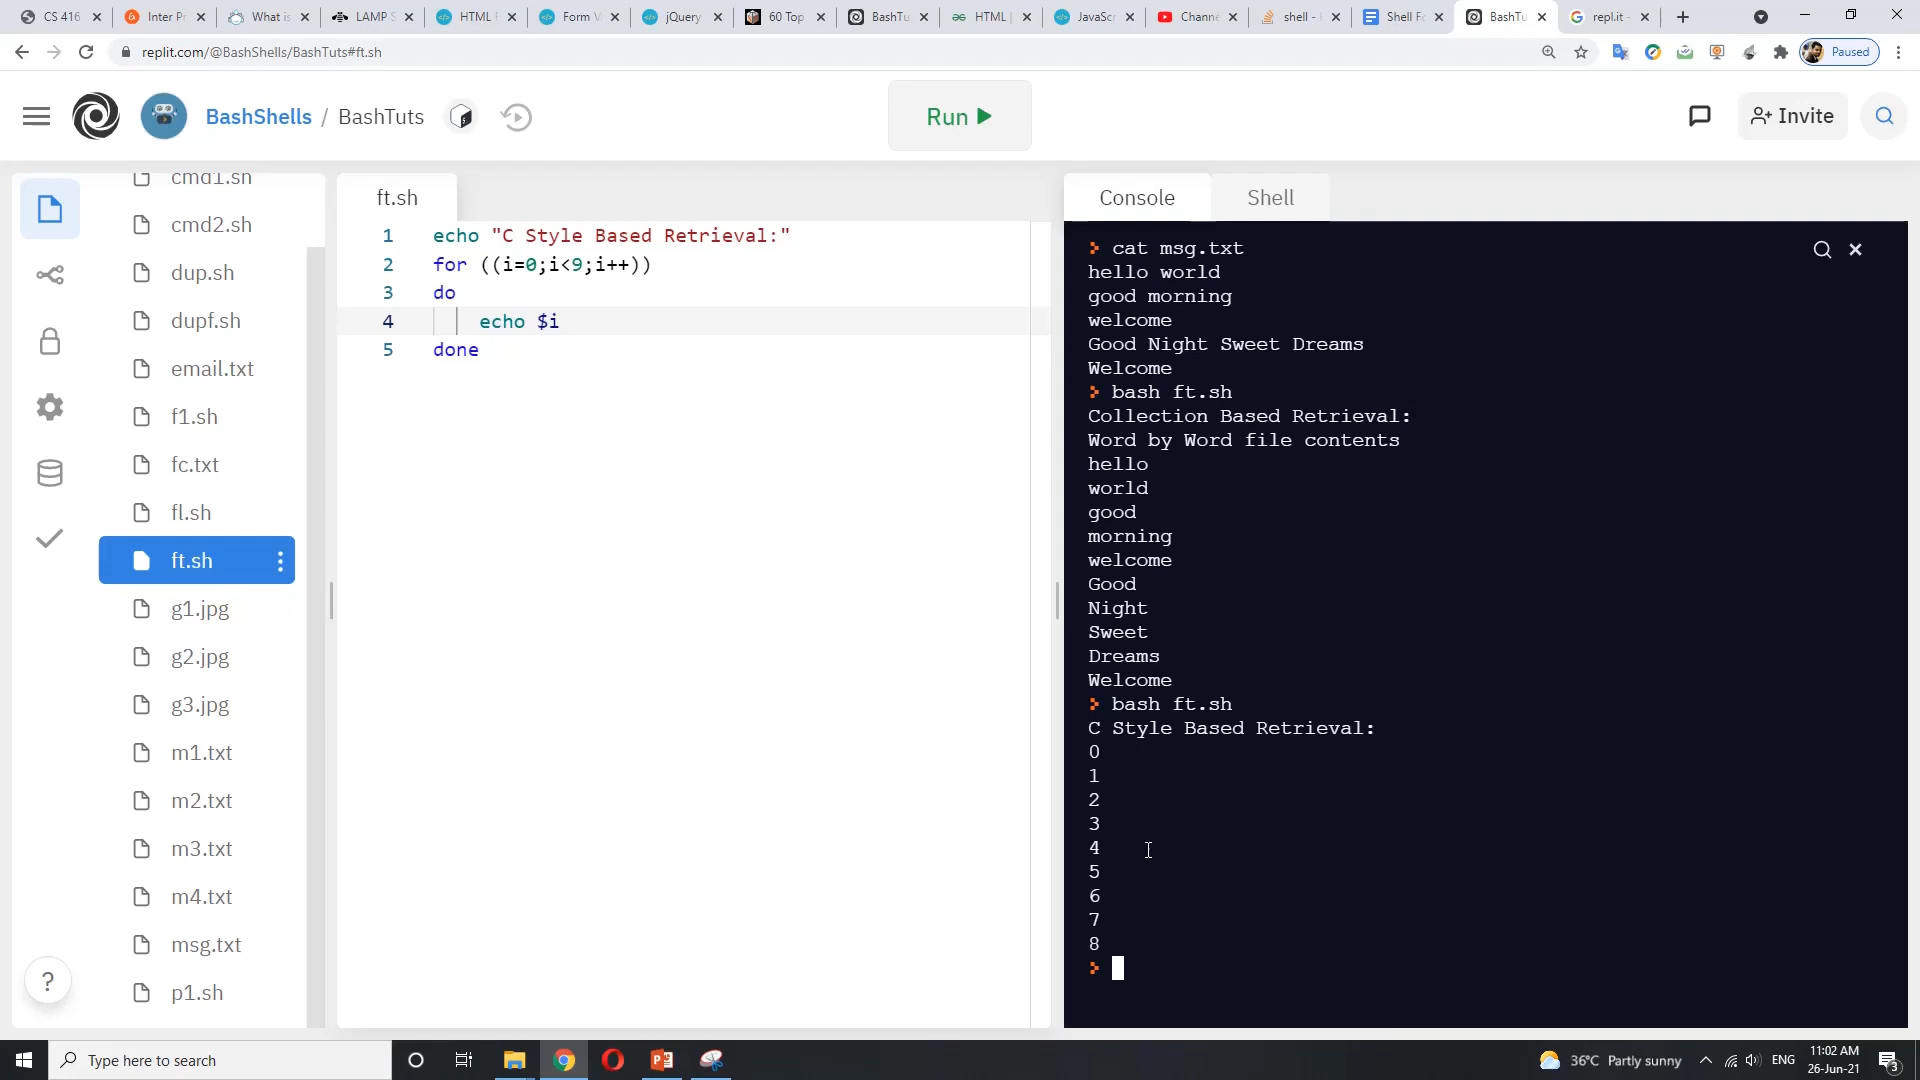 CS 416
Inter Pr
What is
LAMP S
HTML F
Form V
jQuery
60 Top
BashTu
HTML |
JavaScr
Channe
shell -
Shell Fo
BashTu
repl.it -
replit.com/@BashShells/BashTuts#ft.sh
Paused
BashShells / BashTuts
Run
Invite
cmd1.sh
cmd2.sh
dup.sh
dupf.sh
email.txt
f1.sh
fc.txt
fl.sh
ft.sh
g1.jpg
g2.jpg
g3.jpg
m1.txt
m2.txt
m3.txt
m4.txt
msg.txt
p1.sh
?
ft.sh
1 echo "C Style Based Retrieval:"
2 for ((i=0;i<9;i++))
3 do
4 echo $i
5 done
Console
Shell
cat msg.txt
hello world
good morning
welcome
Good Night Sweet Dreams
Welcome
bash ft.sh
Collection Based Retrieval:
Word by Word file contents
hello
world
good
morning
welcome
Good
Night
Sweet
Dreams
Welcome
bash ft.sh
C Style Based Retrieval:
0
1
2
3
4
5
6
7
8
Type here to search
36°C Partly sunny
ENG
11:02 AM
26-Jun-21
3